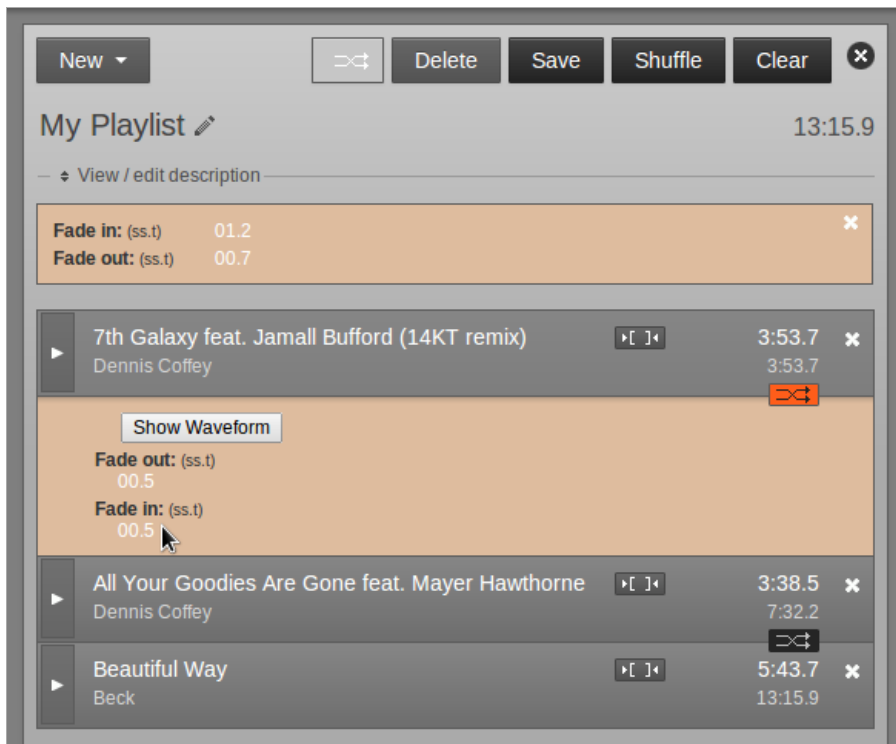 New Delete Save Shuffle Clear
My Playlist 13:15.9
View / edit description
Fade in: (ss.t) 01.2
Fade out: (ss.t) 00.7
7th Galaxy feat. Jamall Bufford (14KT remix) 3:53.7
Dennis Coffey 3:53.7
Show Waveform
Fade out: (ss.t)
00.5
Fade in: (ss.t)
00.5
All Your Goodies Are Gone feat. Mayer Hawthorne 3:38.5
Dennis Coffey 7:32.2
Beautiful Way 5:43.7
Beck 13:15.9